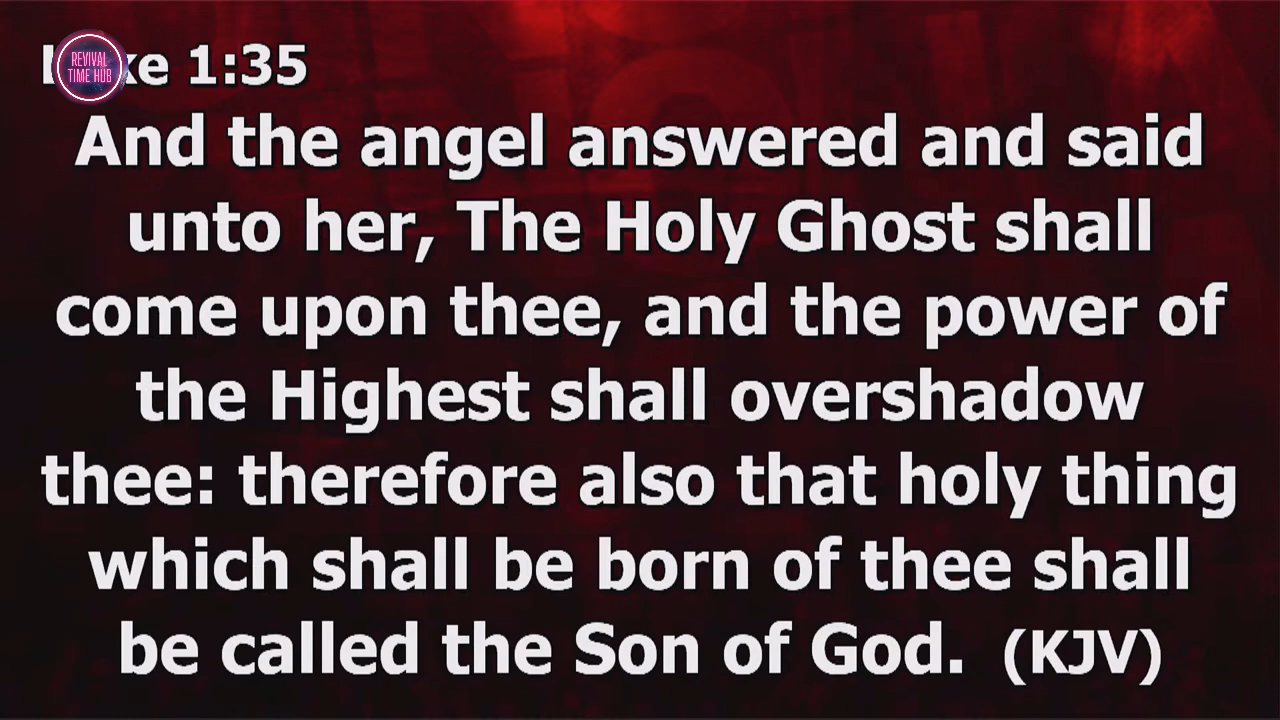 REVIVAL
TIME HUB
1:35
And the angel answered and said
unto her, The Holy Ghost shall
come upon thee, and the power of
the Highest shall overshadow
thee: therefore also that holy thing
which shall be born of thee shall
be called the Son of God. (KJV)